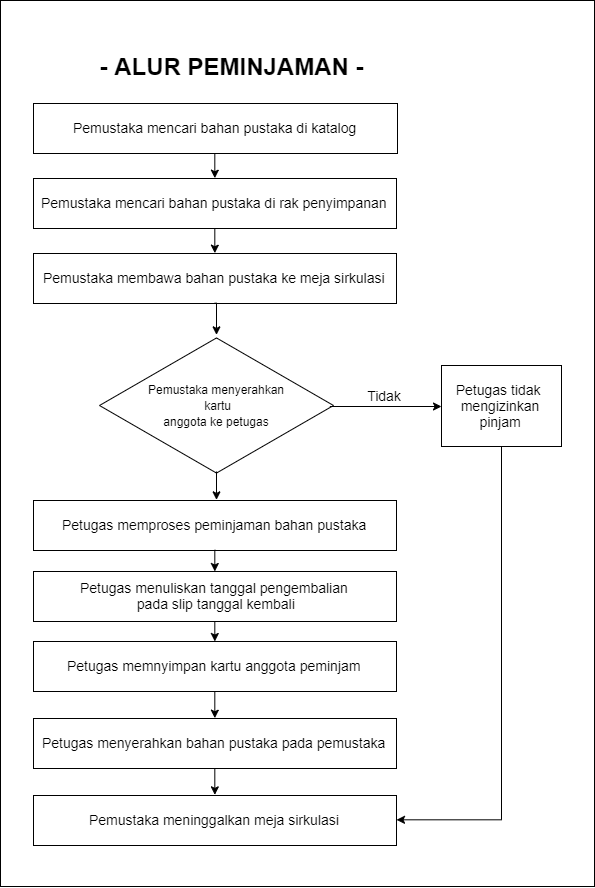 - ALUR PEMINJAMAN -
Pemustaka mencari bahan pustaka di katalog
Pemustaka mencari bahan pustaka di rak penyimpanan
Pemustaka membawa bahan pustaka ke meja sirkulasi
Pemustaka menyerahkan
kartu
anggota ke petugas
Tidak
Petugas tidak
mengizinkan
pinjam
Petugas memproses peminjaman bahan pustaka
Petugas menuliskan tanggal pengembalian
pada slip tanggal kembali
Petugas memnyimpan kartu anggota peminjam
Petugas menyerahkan bahan pustaka pada pemustaka
Pemustaka meninggalkan meja sirkulasi